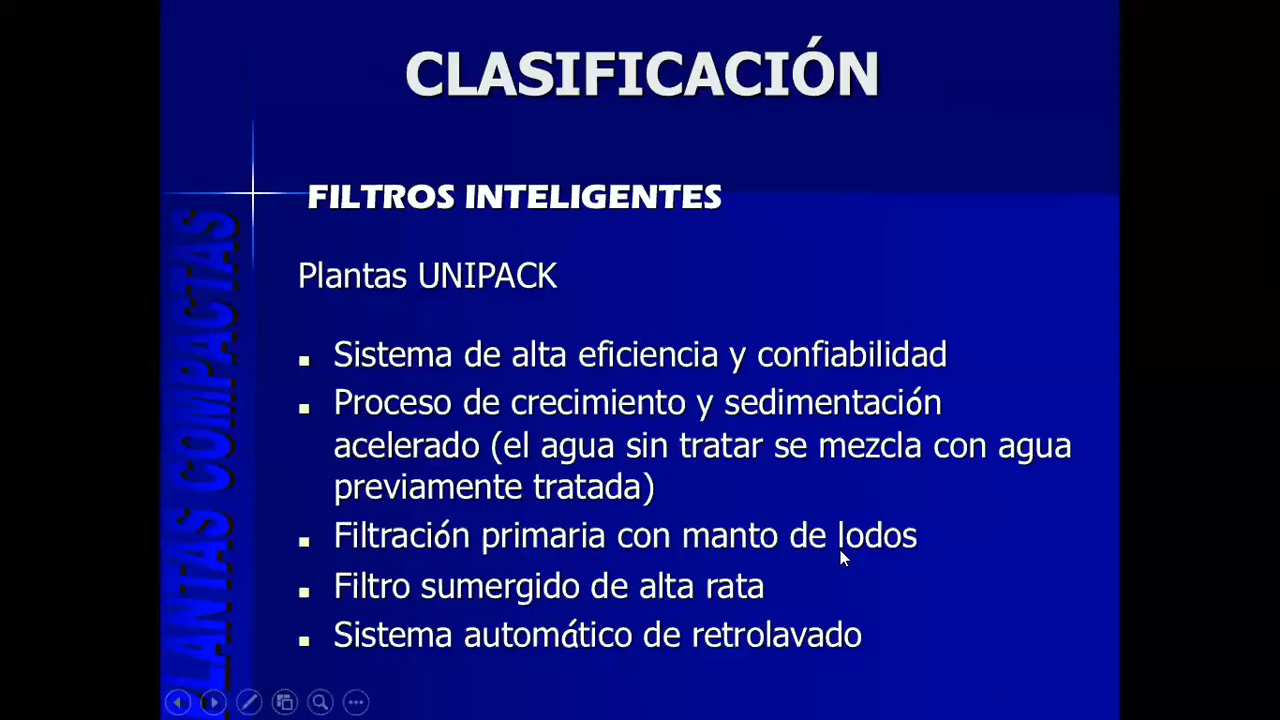 CLASIFICACIÓN
FILTROS INTELIGENTES
Plantas UNIPACK
Sistema de alta eficiencia y confiabilidad
Proceso de crecimiento y sedimentación
acelerado (el agua sin tratar se mezcla con agua
previamente tratada)
Filtración primaria con manto de lodos
Filtro sumergido de alta rata
Sistema automático de retrolavado
LANTAS COMPACTAS